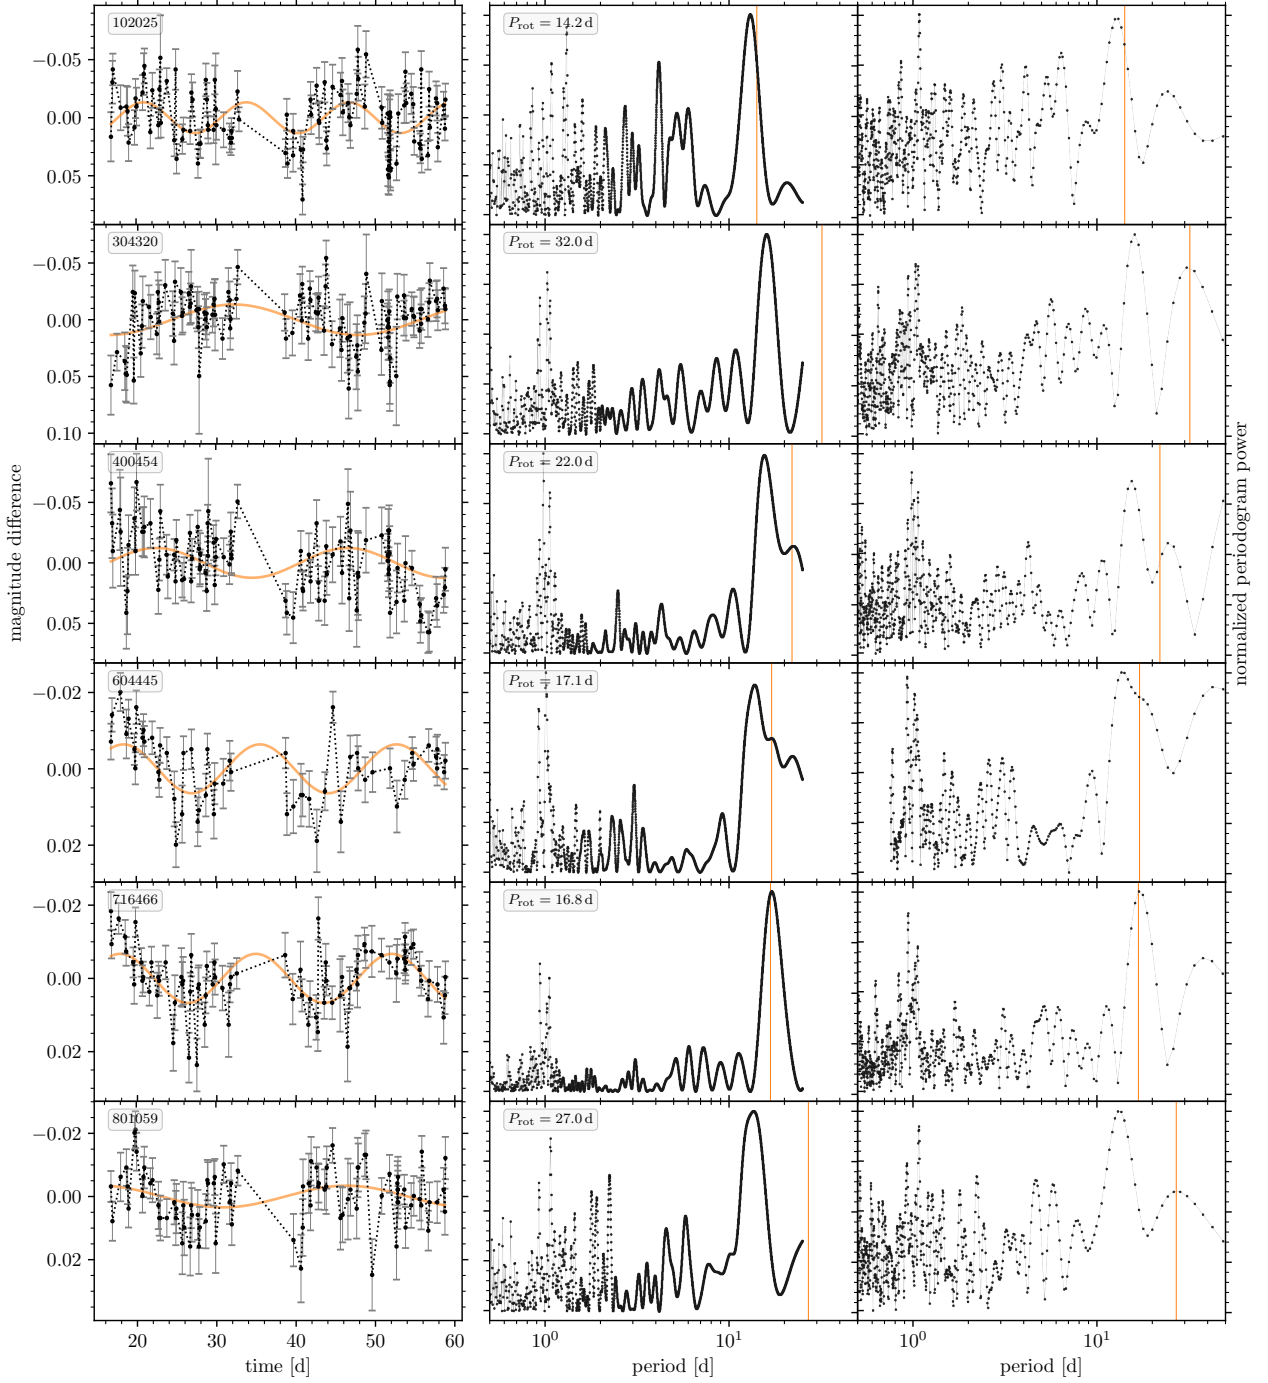 102025
−0.05
0.00
0.05
P_rot = 14.2 d
304320
−0.05
0.00
0.05
0.10
P_rot = 32.0 d
400454
−0.05
0.00
0.05
P_rot = 22.0 d
604445
−0.02
0.00
0.02
P_rot = 17.1 d
716466
−0.02
0.00
0.02
P_rot = 16.8 d
801059
−0.02
0.00
0.02
P_rot = 27.0 d
magnitude difference
normalized periodogram power
20 30 40 50 60
10^0 10^1
10^0 10^1
time [d]
period [d]
period [d]